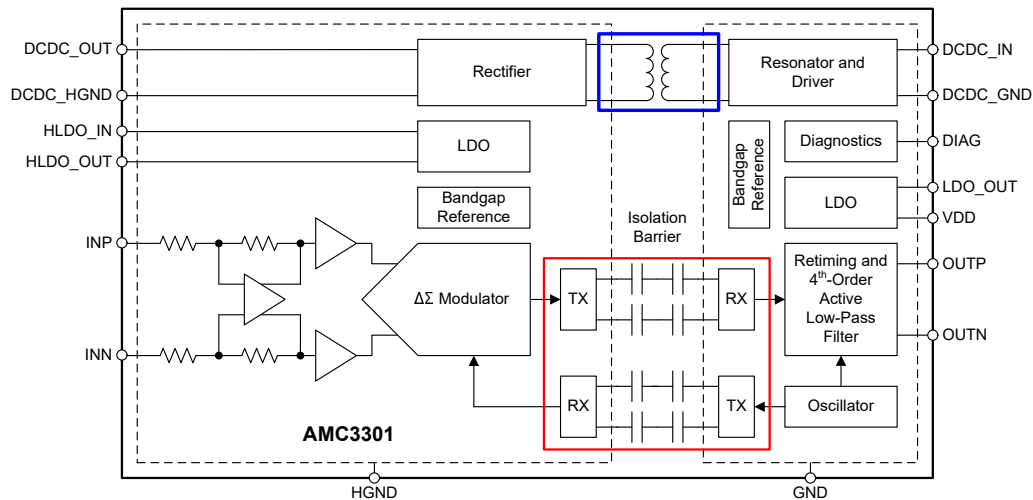 DCDC_OUT
DCDC_HGND
HLDO_IN
HLDO_OUT
INP
INN
Rectifier
LDO
Bandgap
Reference
ΔΣ Modulator
AMC3301
HGND
Isolation
Barrier
TX
RX
RX
TX
Resonator and
Driver
Bandgap
Reference
Diagnostics
LDO
Retiming and
4th-Order
Active
Low-Pass
Filter
Oscillator
GND
DCDC_IN
DCDC_GND
DIAG
LDO_OUT
VDD
OUTP
OUTN